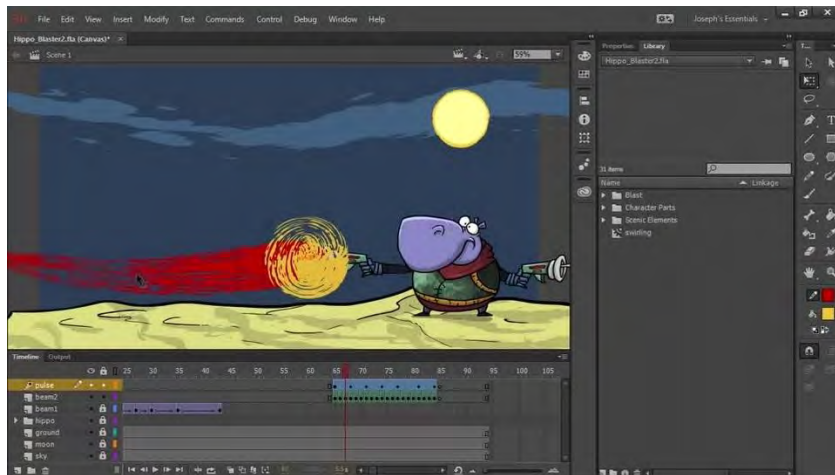 File Edit View Insert Modify Text Commands Control Debug Window Help
Joseph's Essentials
Hippo_Blaster2.fla (Canvas)* ×
Scene 1
59%
Properties Library
Hippo_Blaster2.fla
31 items
Name Linkage
Blast
Character Parts
Scenic Elements
swirling
Timeline Output
25 30 35 40 45 50 55 60 65 70 75 80 85 90 95 100 105
pulse
beam2
beam1
hippo
ground
moon
sky